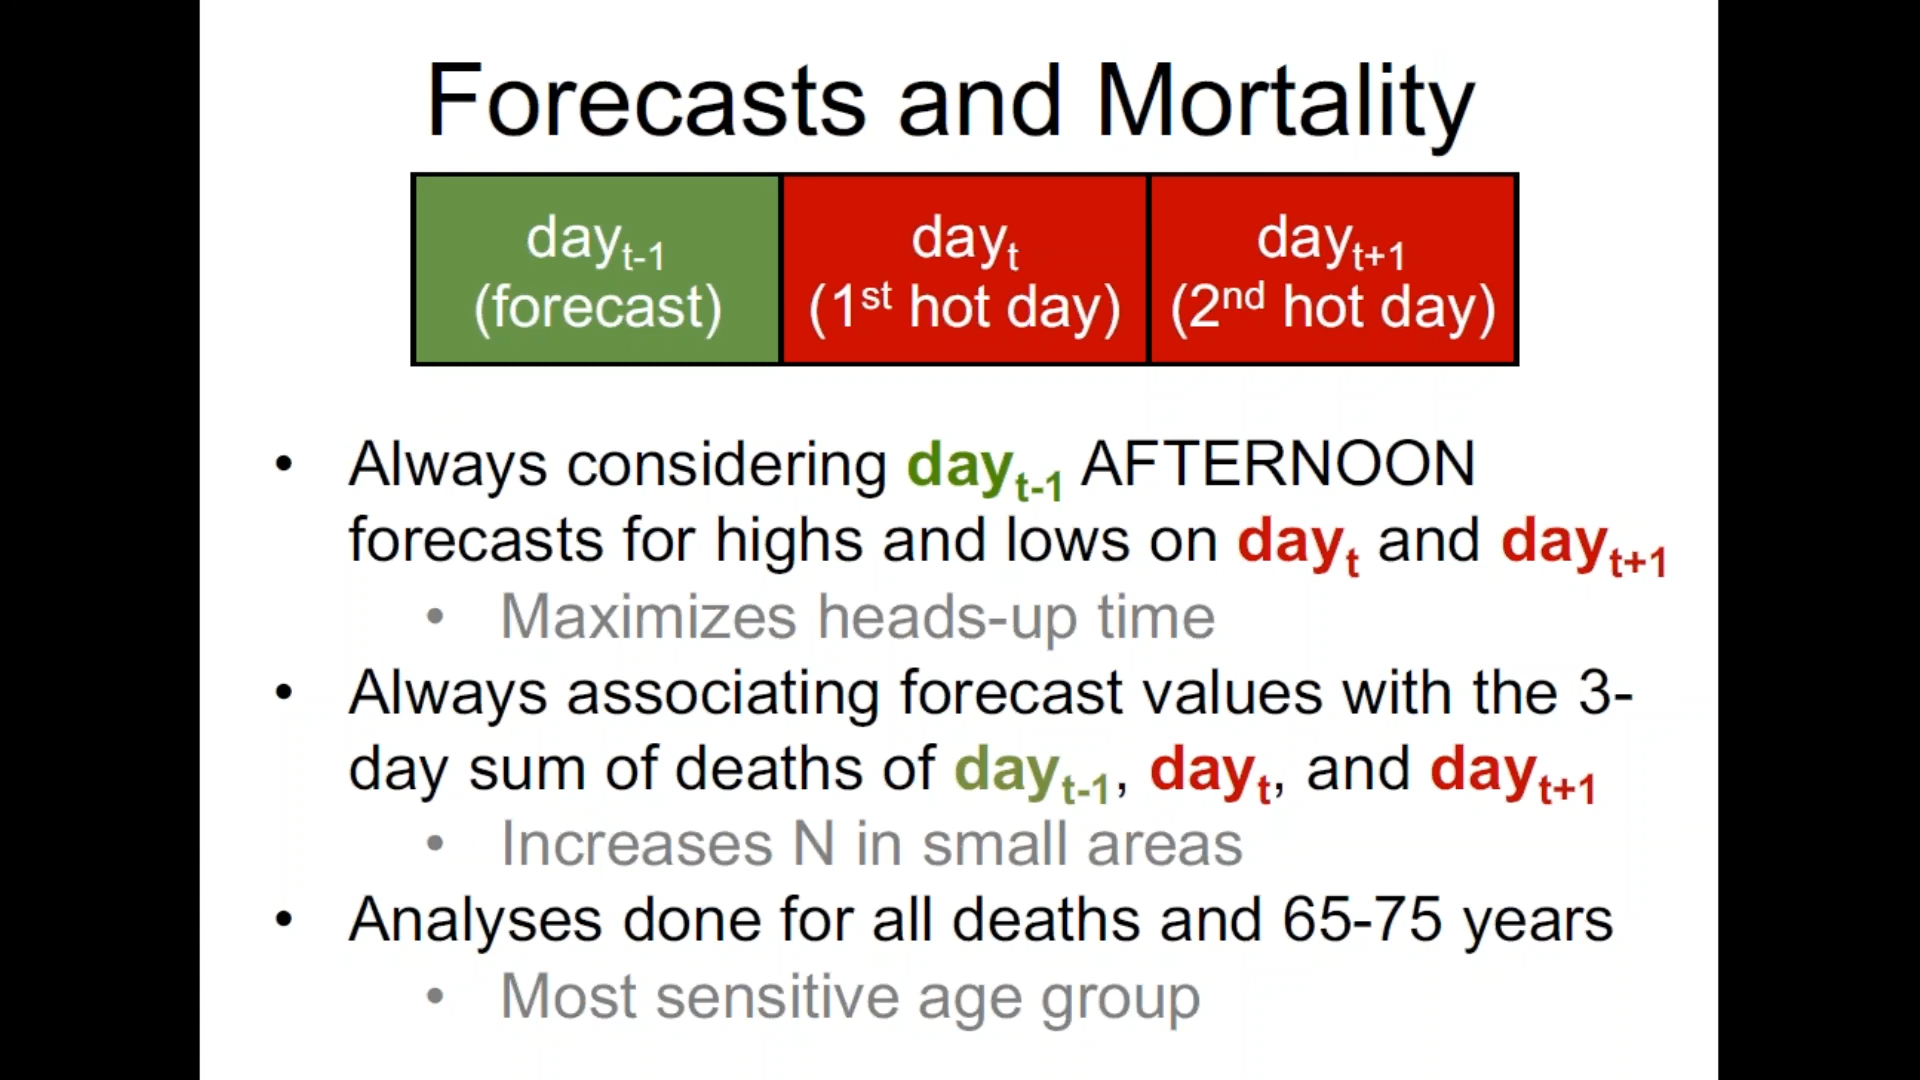 Forecasts and Mortality
dayt-1 dayt dayt+1
(forecast) (1st hot day) (2nd hot day)
• Always considering dayt-1 AFTERNOON
forecasts for highs and lows on dayt and dayt+1
• Maximizes heads-up time
• Always associating forecast values with the 3-
day sum of deaths of dayt-1, dayt, and dayt+1
• Increases N in small areas
• Analyses done for all deaths and 65-75 years
• Most sensitive age group